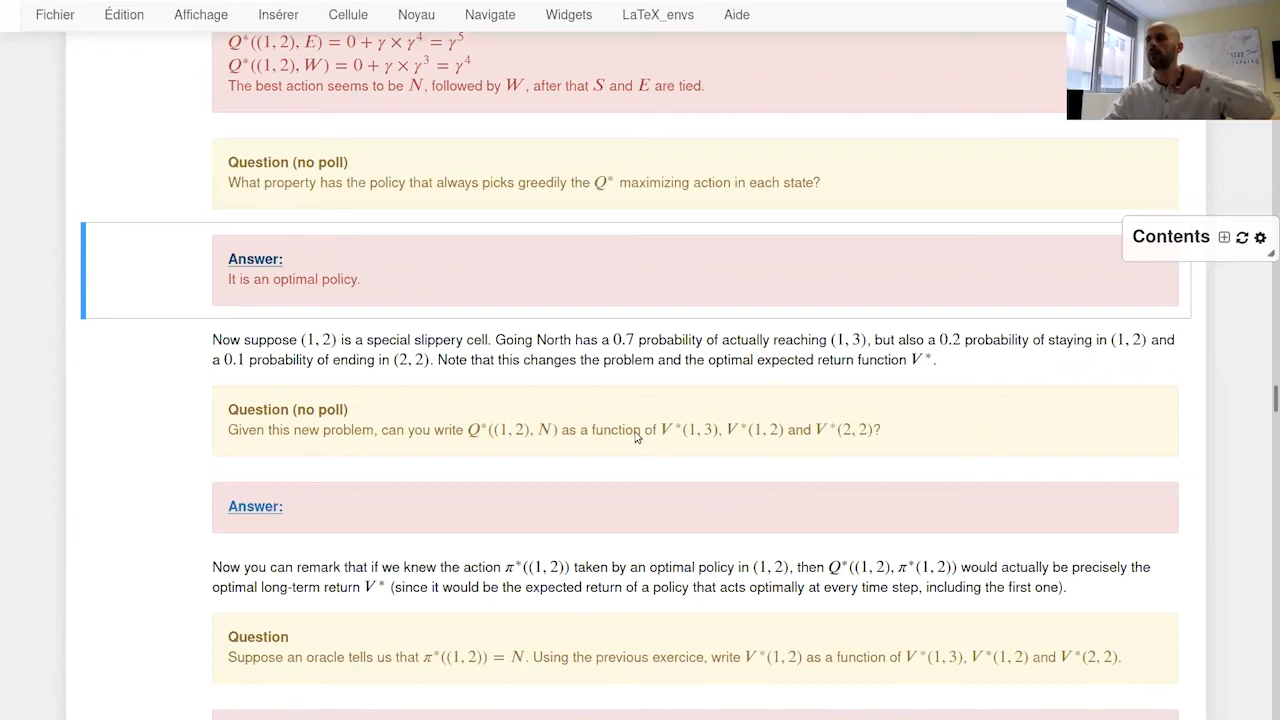 Fichier Édition Affichage Insérer Cellule Noyau Navigate Widgets LaTeX_envs Aide
Q*((1, 2), E) = 0 + γ × γ⁴ = γ⁵
Q*((1, 2), W) = 0 + γ × γ³ = γ⁴
The best action seems to be N, followed by W, after that S and E are tied.
Question (no poll)
What property has the policy that always picks greedily the Q* maximizing action in each state?
Contents
Answer:
It is an optimal policy.
Now suppose (1, 2) is a special slippery cell. Going North has a 0.7 probability of actually reaching (1, 3), but also a 0.2 probability of staying in (1, 2) and
a 0.1 probability of ending in (2, 2). Note that this changes the problem and the optimal expected return function V*.
Question (no poll)
Given this new problem, can you write Q*((1, 2), N) as a function of V*(1, 3), V*(1, 2) and V*(2, 2)?
Answer:
Now you can remark that if we knew the action π*((1, 2)) taken by an optimal policy in (1, 2), then Q*((1, 2), π*(1, 2)) would actually be precisely the
optimal long-term return V* (since it would be the expected return of a policy that acts optimally at every time step, including the first one).
Question
Suppose an oracle tells us that π*((1, 2)) = N. Using the previous exercice, write V*(1, 2) as a function of V*(1, 3), V*(1, 2) and V*(2, 2).